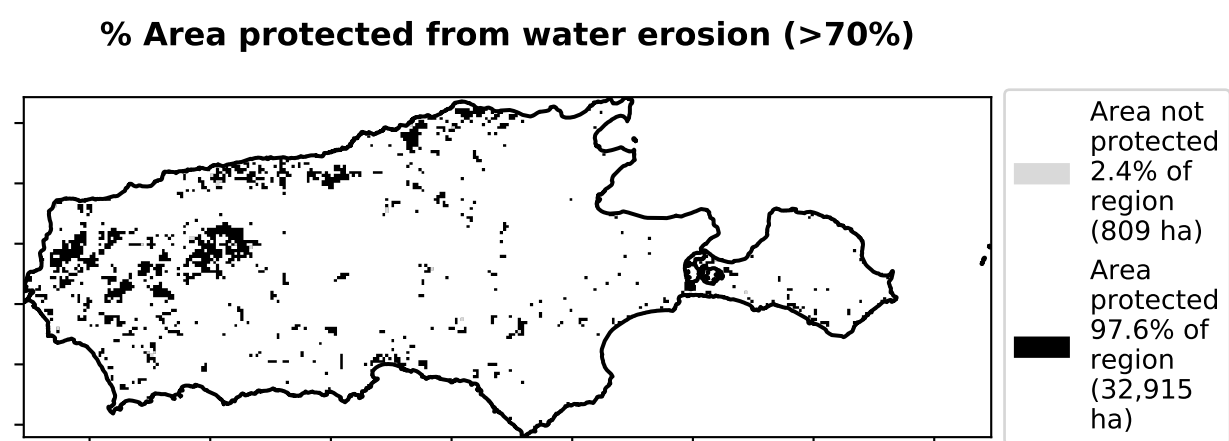 % Area protected from water erosion (>70%)
Area not
protected
2.4% of
region
(809 ha)
Area
protected
97.6% of
region
(32,915
ha)